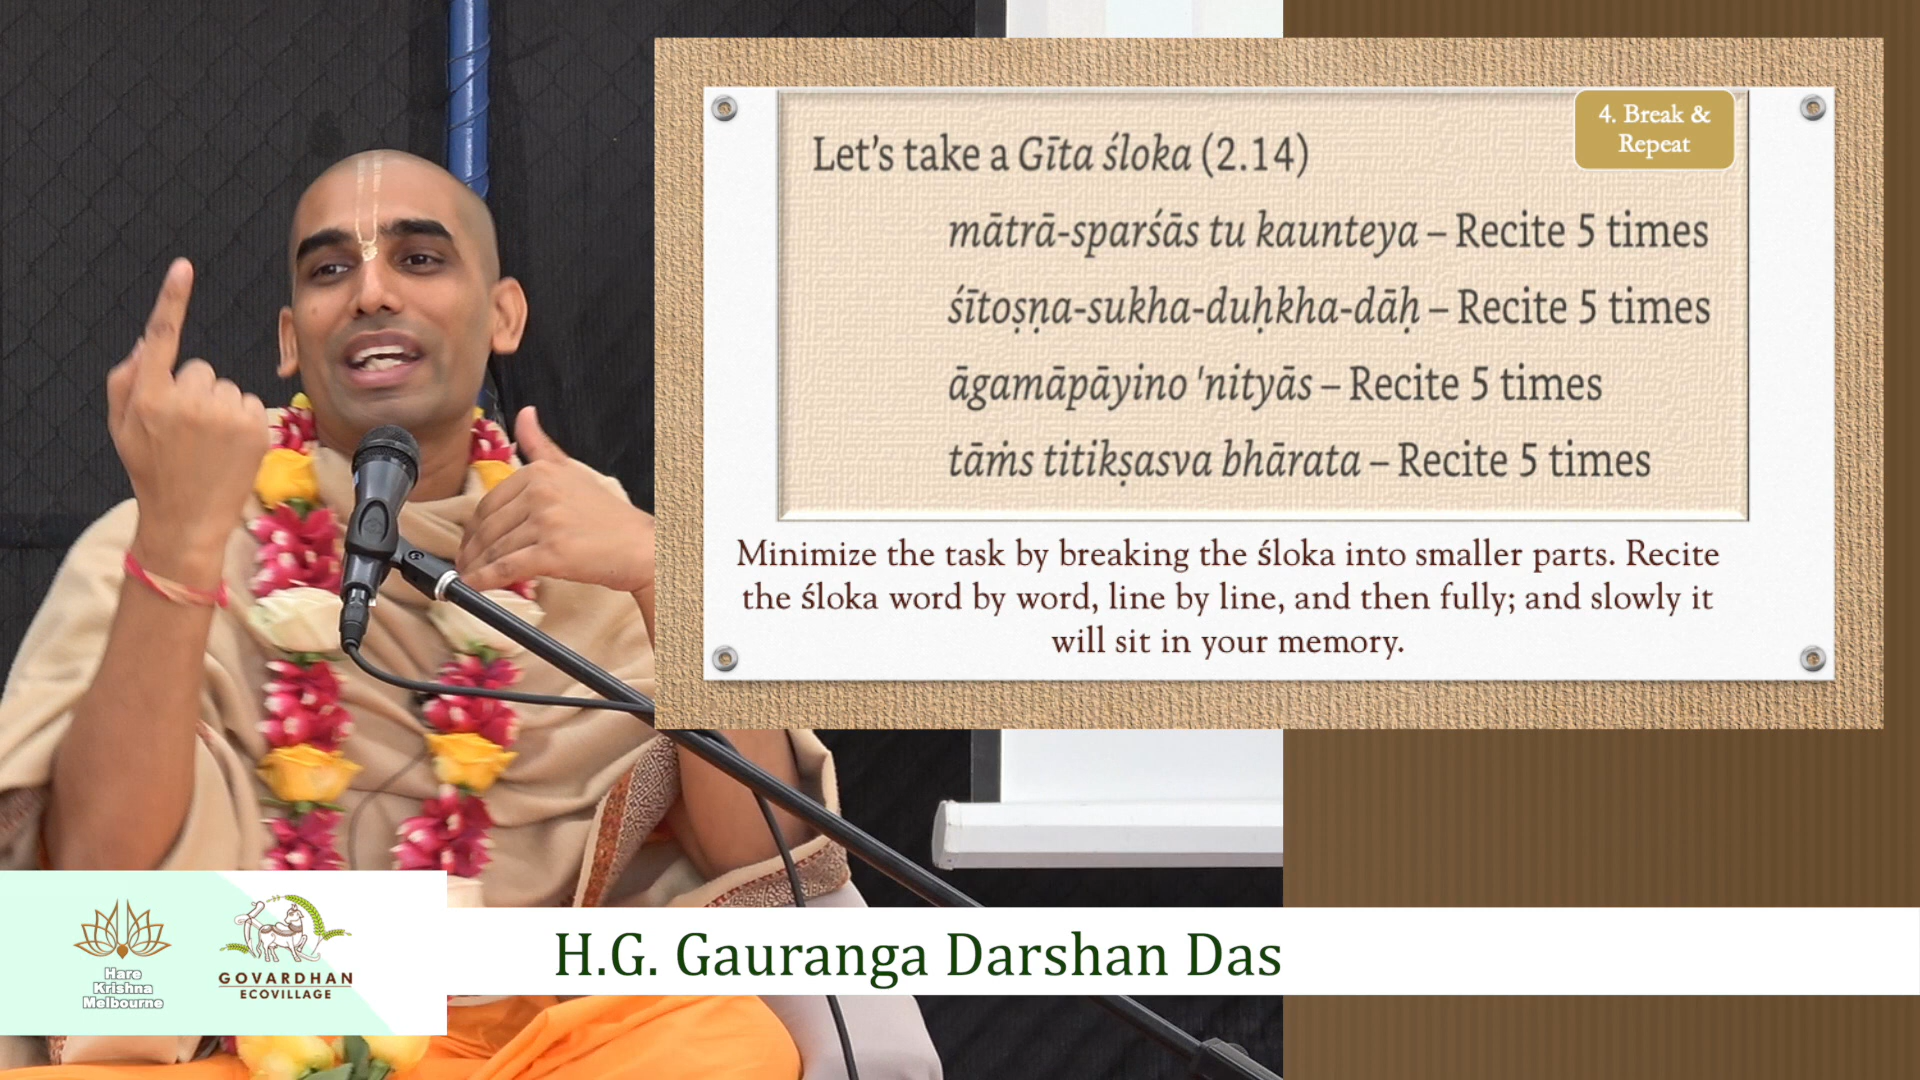 4. Break &
Repeat
Let's take a Gīta śloka (2.14)
mātrā-sparśās tu kaunteya – Recite 5 times
śītoṣṇa-sukha-duḥkha-dāḥ – Recite 5 times
āgamāpāyino 'nityās – Recite 5 times
tāṁs titikṣasva bhārata – Recite 5 times
Minimize the task by breaking the śloka into smaller parts. Recite
the śloka word by word, line by line, and then fully; and slowly it
will sit in your memory.
Hare
Krishna
Melbourne
GOVARDHAN
ECOVILLAGE
H.G. Gauranga Darshan Das